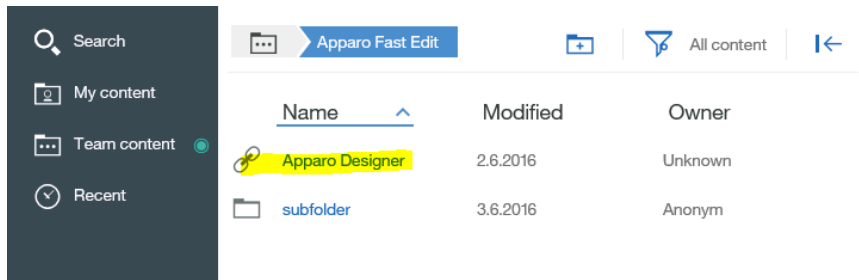 Search
My content
Team content
Recent
Apparo Fast Edit
All content
Name Modified Owner
Apparo Designer 2.6.2016 Unknown
subfolder 3.6.2016 Anonym